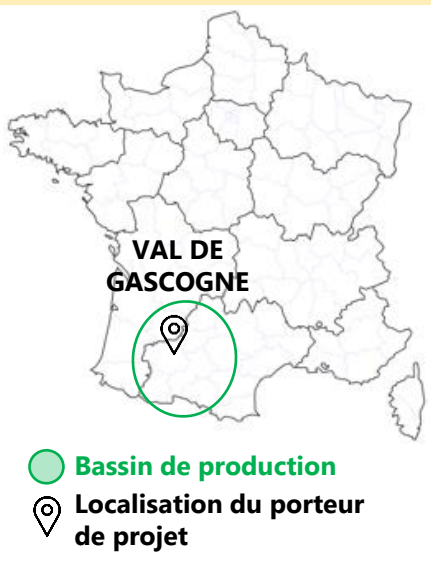 VAL DE
GASCOGNE
Bassin de production
Localisation du porteur
de projet